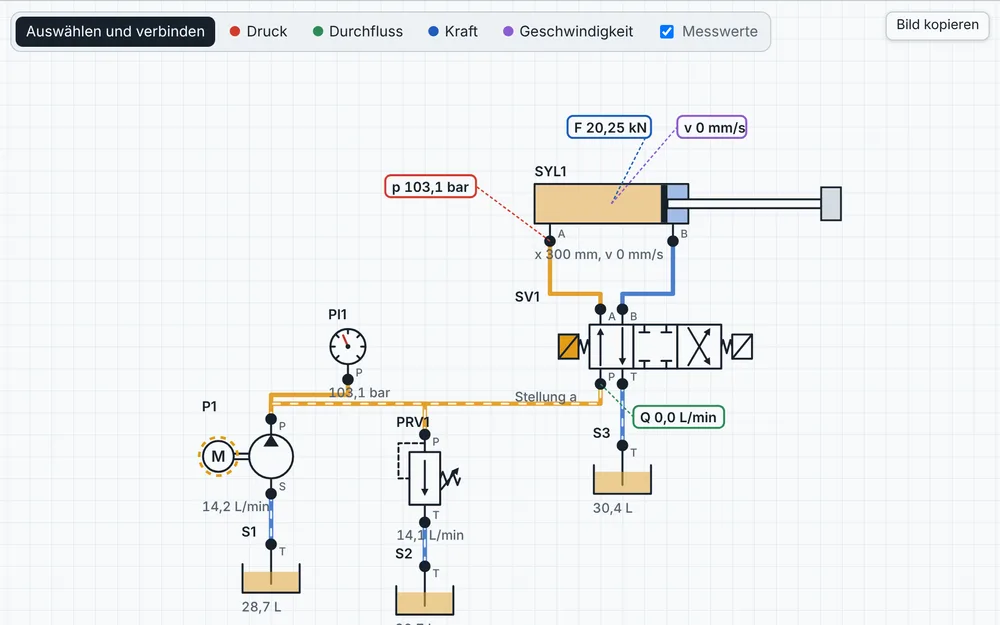 Auswählen und verbinden
Druck
Durchfluss
Kraft
Geschwindigkeit
Messwerte
Bild kopieren
F 20,25 kN
v 0 mm/s
SYL1
p 103,1 bar
A
B
x 300 mm, v 0 mm/s
SV1
PI1
A
B
P
103,1 bar
Stellung a
P
T
P1
PRV1
Q 0,0 L/min
P
P
S3
M
T
S
14,2 L/min
30,4 L
T
S1
14,1 L/min
T
S2
T
28,7 L